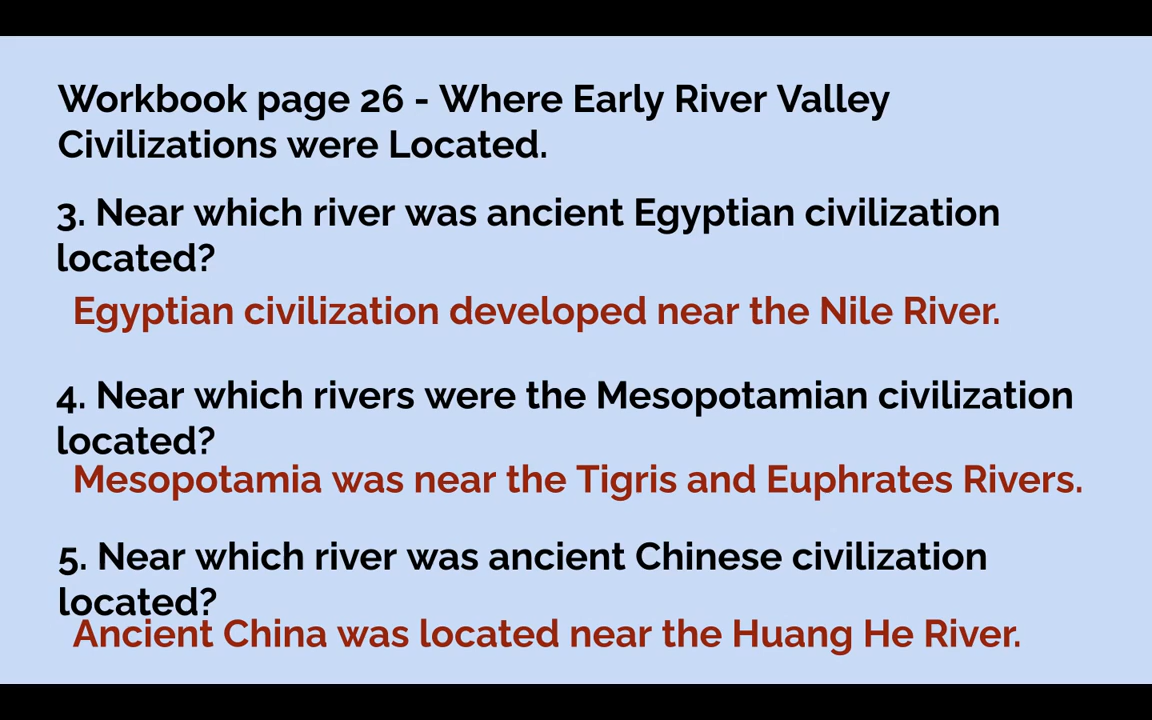 Workbook page 26 - Where Early River Valley
Civilizations were Located.
3. Near which river was ancient Egyptian civilization
located?
Egyptian civilization developed near the Nile River.
4. Near which rivers were the Mesopotamian civilization
located?
Mesopotamia was near the Tigris and Euphrates Rivers.
5. Near which river was ancient Chinese civilization
located?
Ancient China was located near the Huang He River.